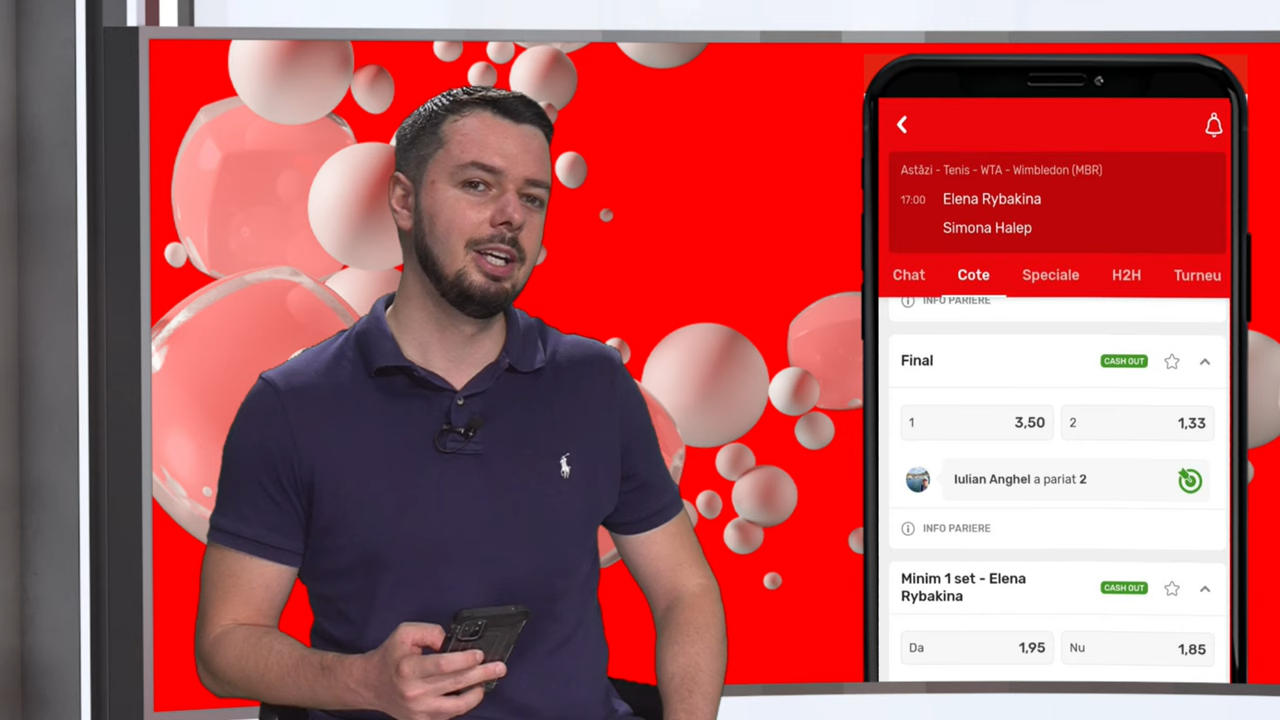 Astăzi - Tenis - WTA - Wimbledon (MBR)
17:00 Elena Rybakina
Simona Halep
Chat Cote Speciale H2H Turneu
INFO PARIERE
Final CASH OUT
1 3,50 2 1,33
Iulian Anghel a pariat 2
INFO PARIERE
Minim 1 set - Elena CASH OUT
Rybakina
Da 1,95 Nu 1,85